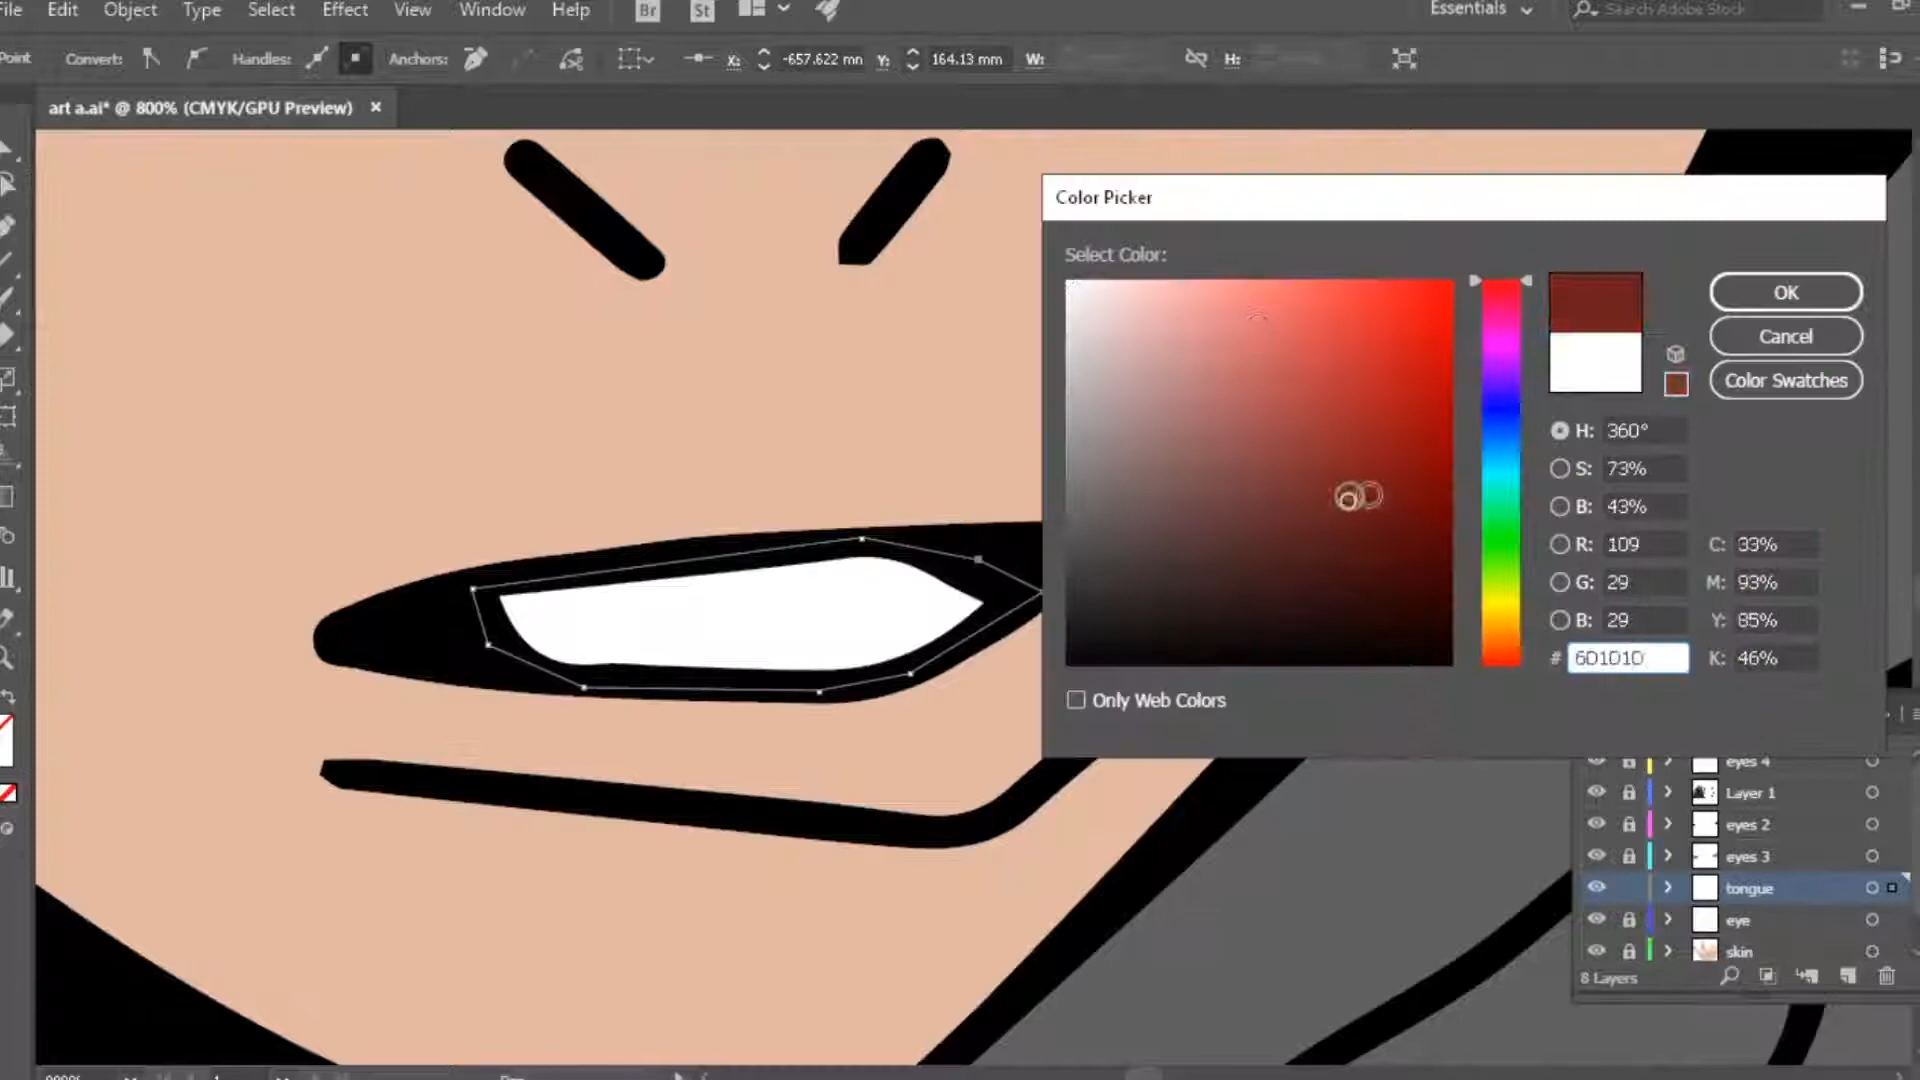 File Edit Object Type Select Effect View Window Help Br St Essentials Search Adobe Stock
Point Convert: Handles: Anchors: X: -657.622 mn Y: 164.13 mm W: H:
art a.ai* @ 800% (CMYK/GPU Preview) ×
Color Picker
Select Color:
OK
Cancel
Color Swatches
H: 360°
S: 73%
B: 43%
R: 109 C: 33%
G: 29 M: 93%
B: 29 Y: 85%
# 6D1D1D K: 46%
Only Web Colors
eyes 4
Layer 1
eyes 2
eyes 3
tongue
eye
skin
8 Layers